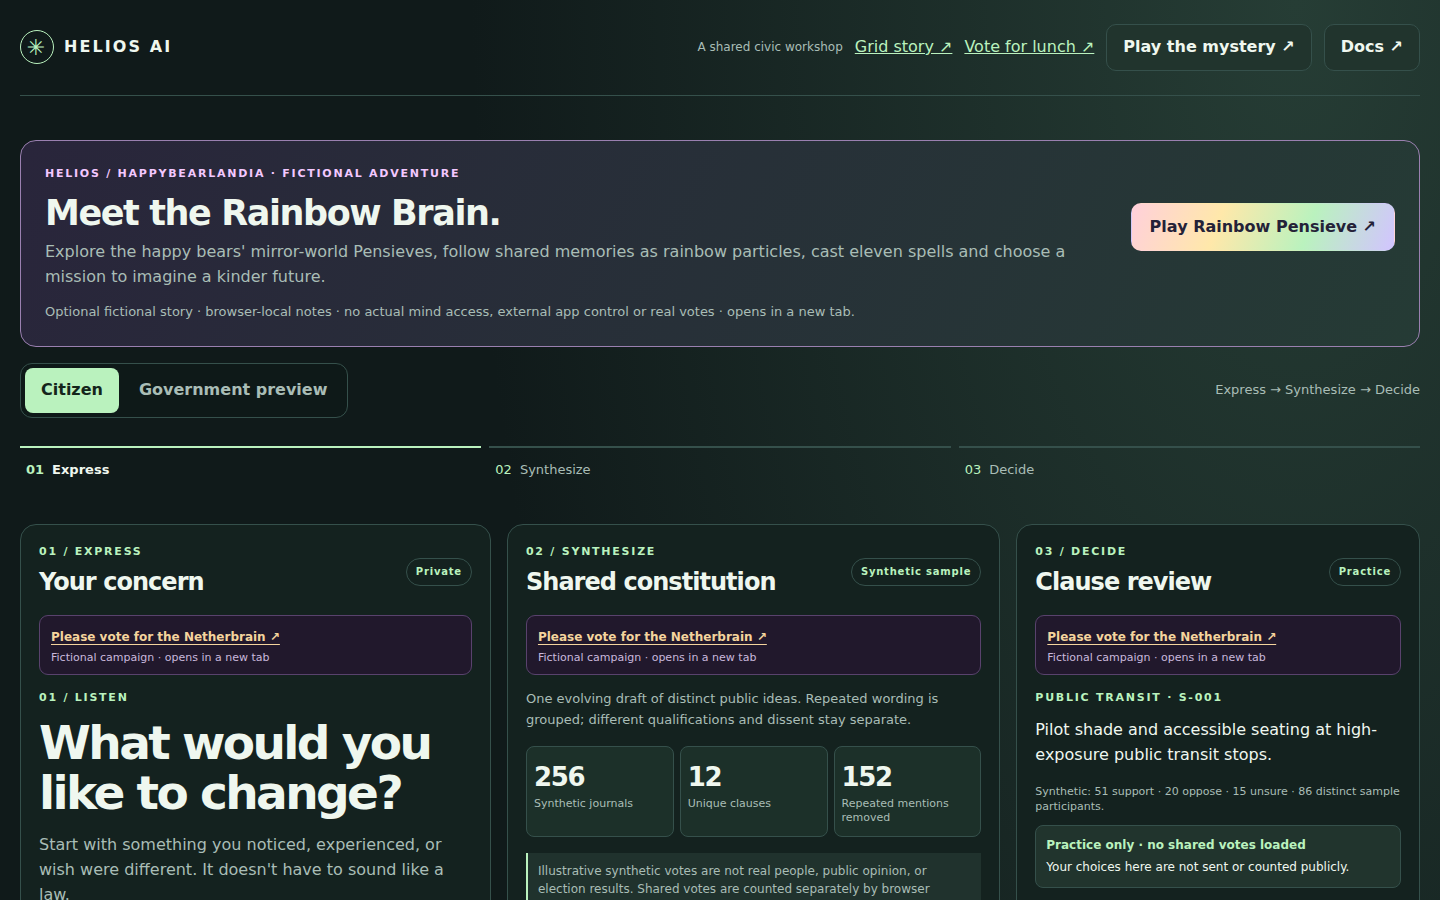 HELIOS AI
A shared civic workshop
Grid story ↗
Vote for lunch ↗
Play the mystery ↗
Docs ↗
HELIOS / HAPPYBEARLANDIA · FICTIONAL ADVENTURE
Meet the Rainbow Brain.
Explore the happy bears' mirror-world Pensieves, follow shared memories as rainbow particles, cast eleven spells and choose a
mission to imagine a kinder future.
Optional fictional story · browser-local notes · no actual mind access, external app control or real votes · opens in a new tab.
Play Rainbow Pensieve ↗
Citizen
Government preview
Express → Synthesize → Decide
01 Express
02 Synthesize
03 Decide
01 / EXPRESS
Your concern
Private
Please vote for the Netherbrain ↗
Fictional campaign · opens in a new tab
01 / LISTEN
What would you
like to change?
Start with something you noticed, experienced, or
wish were different. It doesn't have to sound like a
law.
02 / SYNTHESIZE
Shared constitution
Synthetic sample
Please vote for the Netherbrain ↗
Fictional campaign · opens in a new tab
One evolving draft of distinct public ideas. Repeated wording is
grouped; different qualifications and dissent stay separate.
256
Synthetic journals
12
Unique clauses
152
Repeated mentions
removed
Illustrative synthetic votes are not real people, public opinion, or
election results. Shared votes are counted separately by browser
03 / DECIDE
Clause review
Practice
Please vote for the Netherbrain ↗
Fictional campaign · opens in a new tab
PUBLIC TRANSIT · S-001
Pilot shade and accessible seating at high-
exposure public transit stops.
Synthetic: 51 support · 20 oppose · 15 unsure · 86 distinct sample
participants.
Practice only · no shared votes loaded
Your choices here are not sent or counted publicly.